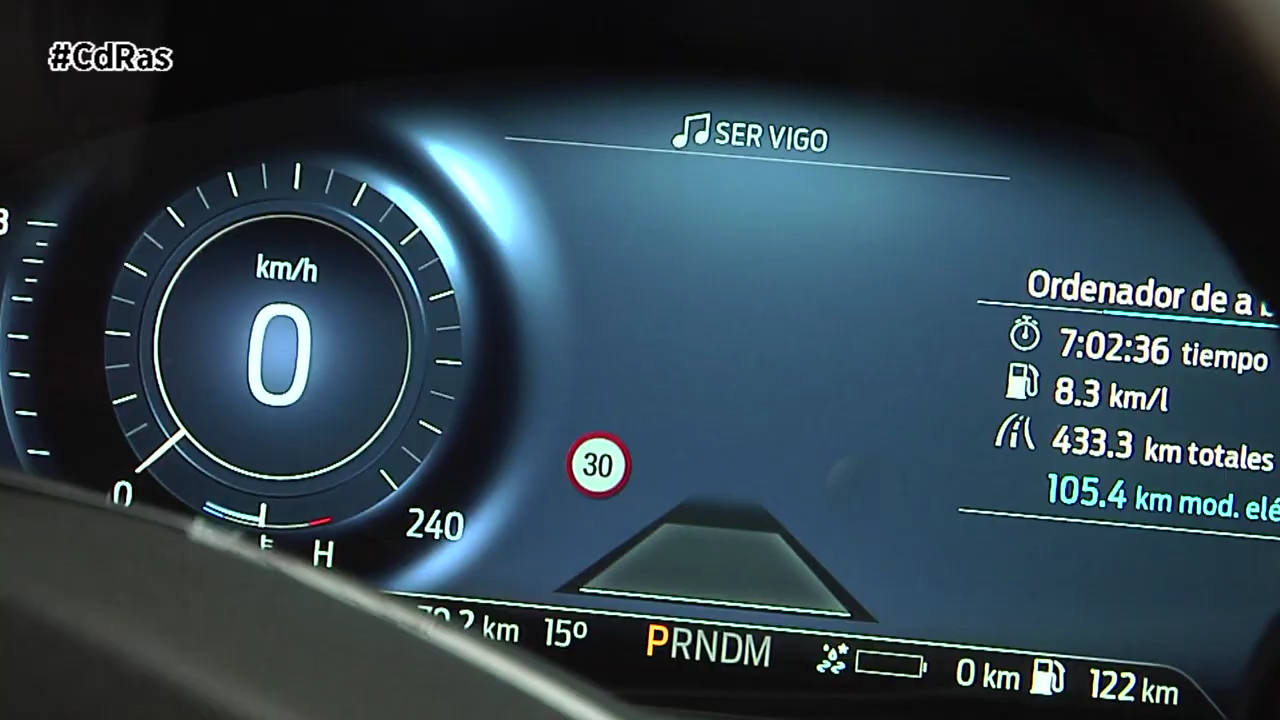 #CdRas
SER VIGO
km/h
0
0
240
H
30
Ordenador de a
7:02:36 tiempo
8.3 km/l
433.3 km totales
105.4 km mod.
km 15º
PRNDM
0 km
122 km